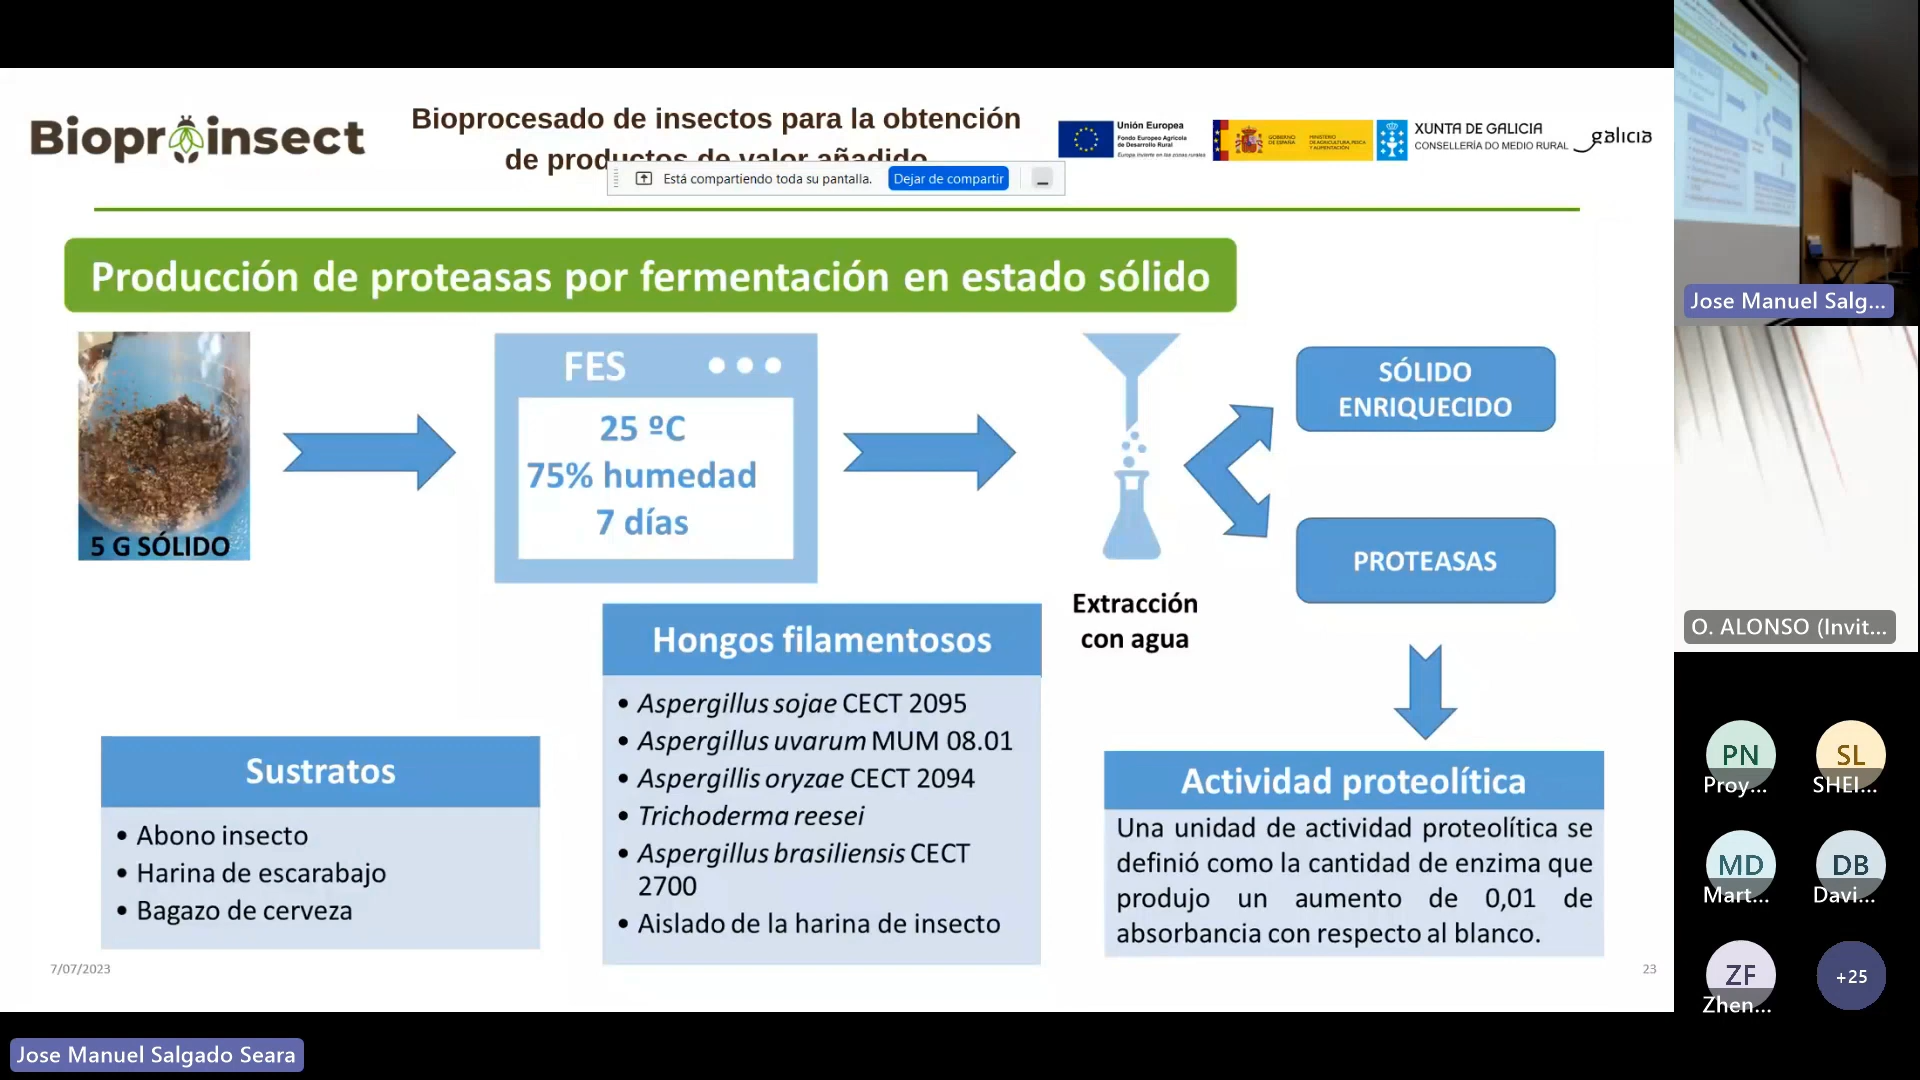 Bioproinsect
Bioprocesado de insectos para la obtención
de productos de valor añadido
Unión Europea
Fondo Europeo Agrícola
de Desarrollo Rural
Europa invierte en las zonas rurales
GOBIERNO
DE ESPAÑA
MINISTERIO
DE AGRICULTURA, PESCA
Y ALIMENTACIÓN
XUNTA DE GALICIA
CONSELLERÍA DO MEDIO RURAL
galicia
Está compartiendo toda su pantalla.
Dejar de compartir
Producción de proteasas por fermentación en estado sólido
5 G SÓLIDO
FES
25 ºC
75% humedad
7 días
Extracción
con agua
SÓLIDO
ENRIQUECIDO
PROTEASAS
Sustratos
• Abono insecto
• Harina de escarabajo
• Bagazo de cerveza
Hongos filamentosos
• Aspergillus sojae CECT 2095
• Aspergillus uvarum MUM 08.01
• Aspergillis oryzae CECT 2094
• Trichoderma reesei
• Aspergillus brasiliensis CECT
2700
• Aislado de la harina de insecto
Actividad proteolítica
Una unidad de actividad proteolítica se
definió como la cantidad de enzima que
produjo un aumento de 0,01 de
absorbancia con respecto al blanco.
7/07/2023
23
Jose Manuel Salgado Seara
Jose Manuel Salg...
O. ALONSO (Invit...
PN
Proy...
SL
SHEI...
MD
Mart...
DB
Davi...
ZF
Zhen...
+25